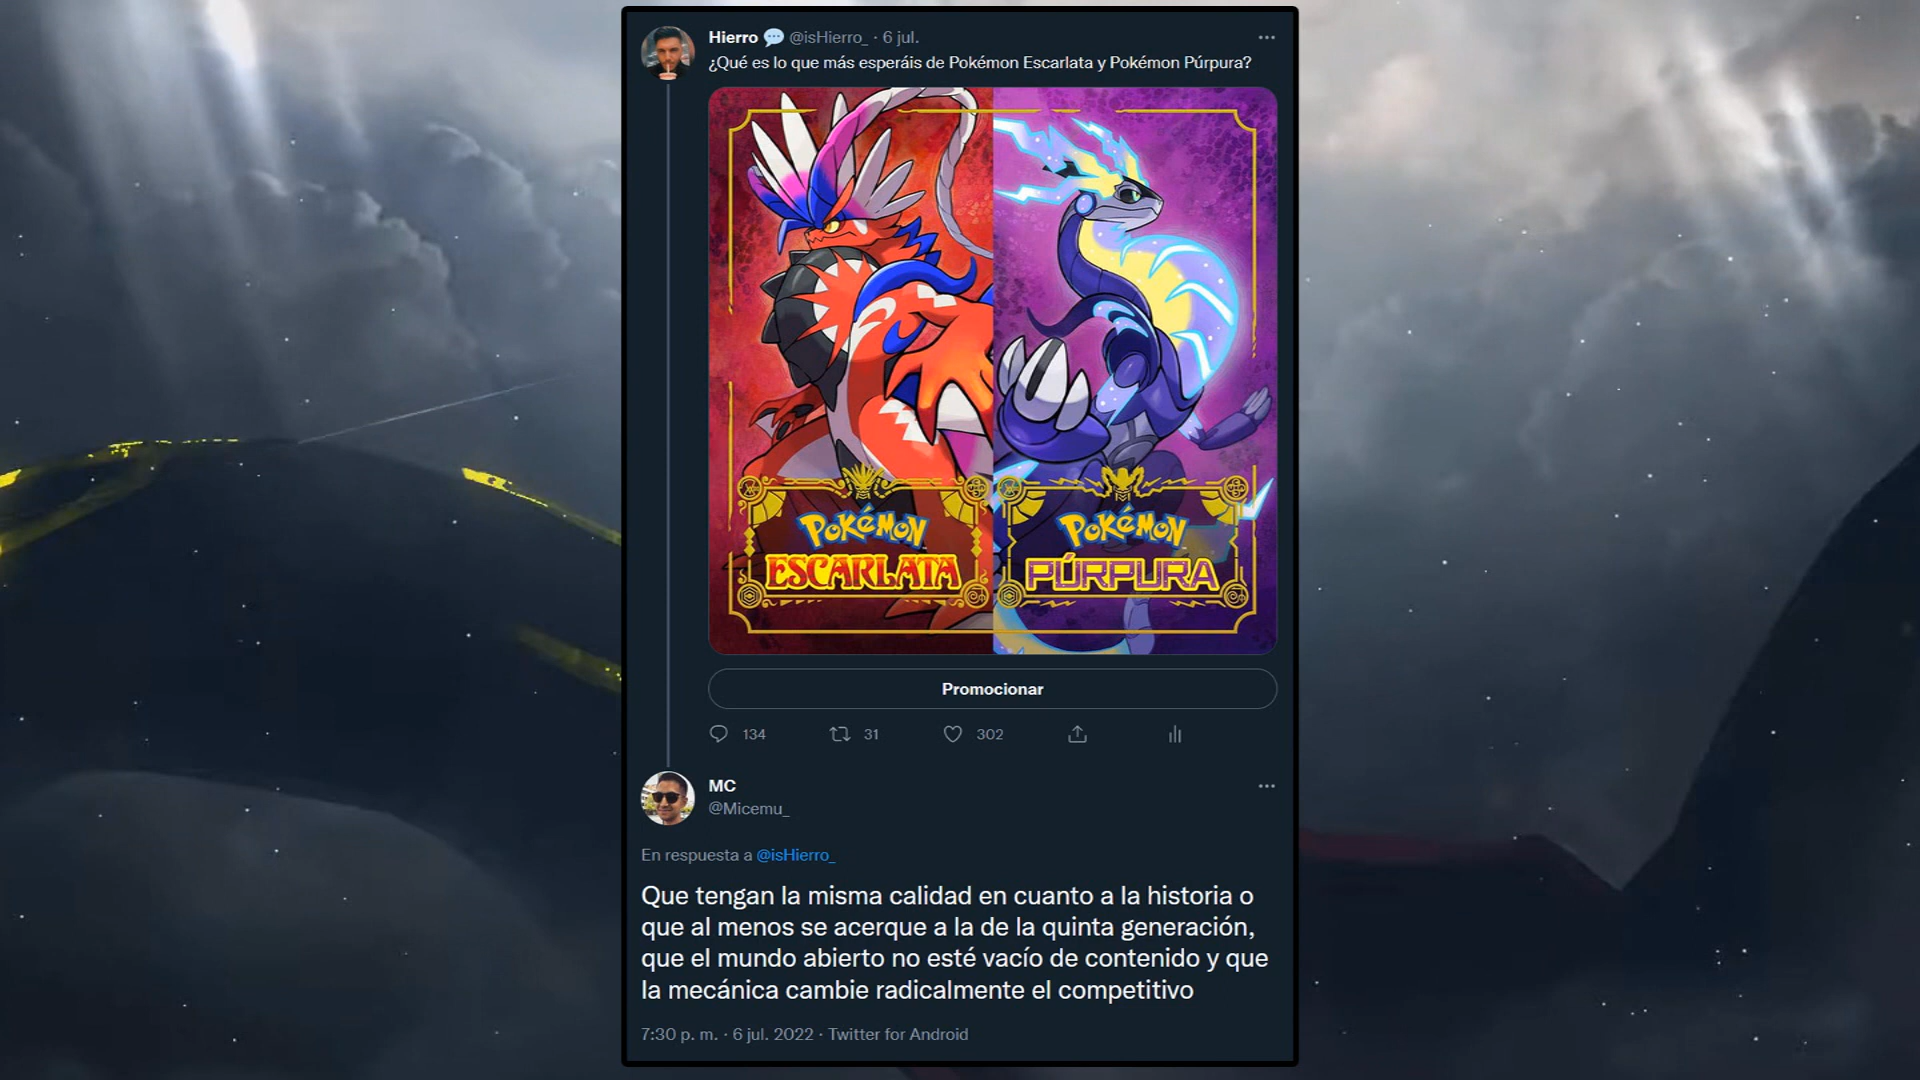 Hierro 💬 @isHierro_ · 6 jul.
¿Qué es lo que más esperáis de Pokémon Escarlata y Pokémon Púrpura?
POKéMON
ESCARLATA
POKéMON
PÚRPURA
Promocionar
134 31 302
MC
@Micemu_
En respuesta a @isHierro_
Que tengan la misma calidad en cuanto a la historia o
que al menos se acerque a la de la quinta generación,
que el mundo abierto no esté vacío de contenido y que
la mecánica cambie radicalmente el competitivo
7:30 p. m. · 6 jul. 2022 · Twitter for Android